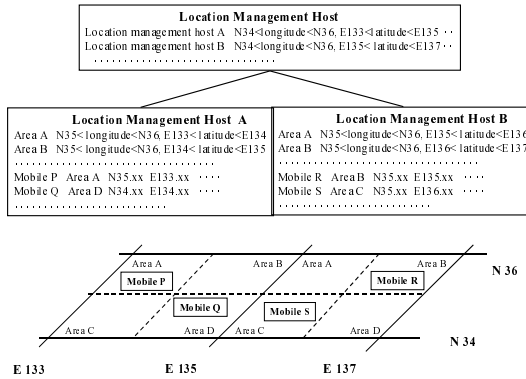 Location Management Host
Location management host A N34<longitude<N36, E133<latitude<E135 ‥
Location management host B N34<longitude<N36, E135<latitude<E137‥
Location Management Host A
Area A N35<longitude<N36, E133<latitude<E134
Area B N35<longitude<N36, E134<latitude<E135
Mobile P Area A N35.xx E133.xx ‥‥
Mobile Q Area D N34.xx E134.xx ‥‥
Location Management Host B
Area A N35<longitude<N36, E135<latitude<E136
Area B N35<longitude<N36, E136<latitude<E137
Mobile R Area B N35.xx E135.xx ‥‥
Mobile S Area C N35.xx E136.xx ‥‥
Area A Area B Area A Area B
N 36
Mobile P Mobile R
Mobile Q Mobile S
Area C Area D Area C Area D
N 34
E 133 E 135 E 137